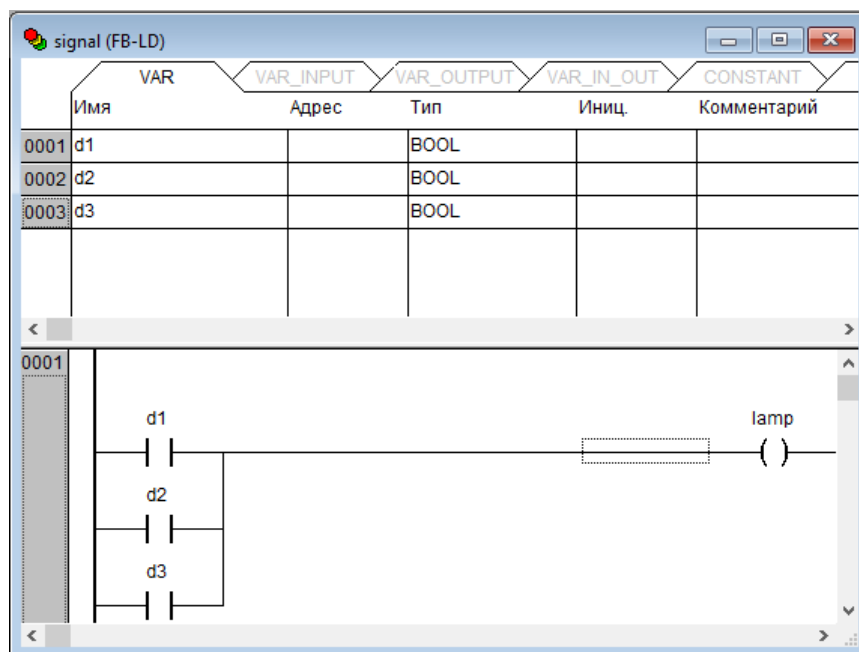 signal (FB-LD)
VAR VAR_INPUT VAR_OUTPUT VAR_IN_OUT CONSTANT
Имя Адрес Тип Иниц. Комментарий
0001 d1 BOOL
0002 d2 BOOL
0003 d3 BOOL
0001
d1 lamp
d2
d3